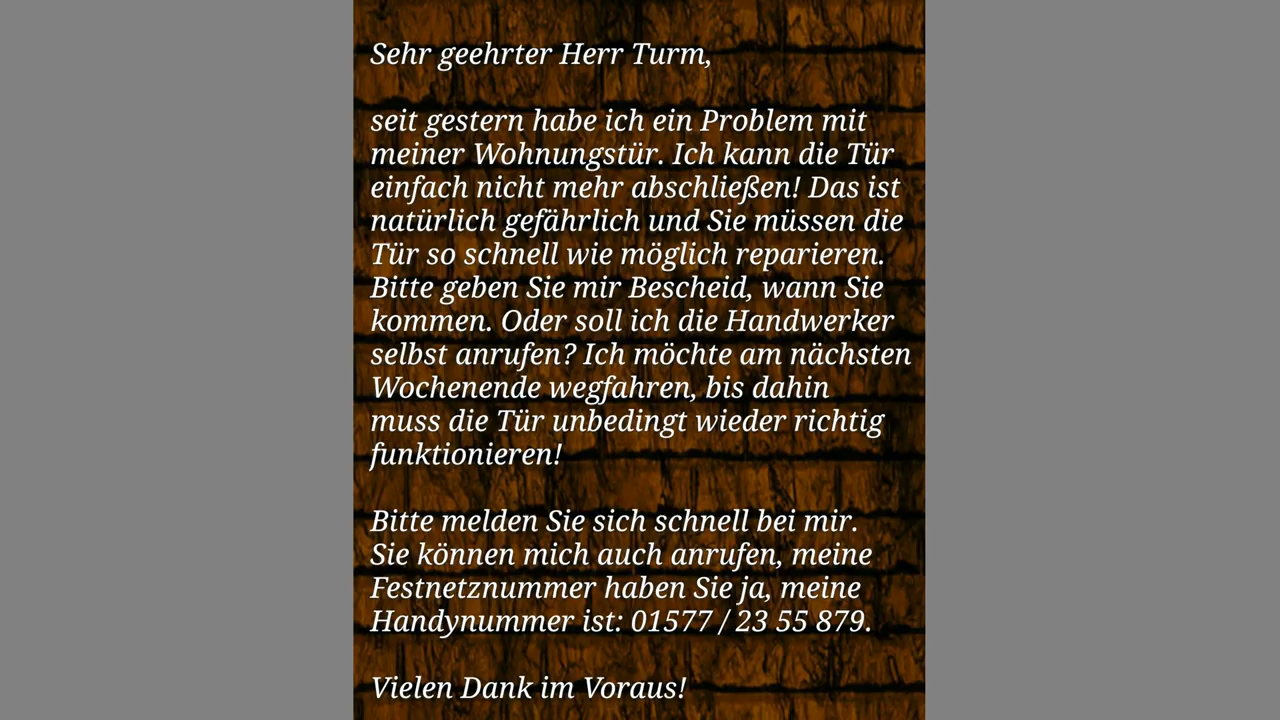 Sehr geehrter Herr Turm,
seit gestern habe ich ein Problem mit
meiner Wohnungstür. Ich kann die Tür
einfach nicht mehr abschließen! Das ist
natürlich gefährlich und Sie müssen die
Tür so schnell wie möglich reparieren.
Bitte geben Sie mir Bescheid, wann Sie
kommen. Oder soll ich die Handwerker
selbst anrufen? Ich möchte am nächsten
Wochenende wegfahren, bis dahin
muss die Tür unbedingt wieder richtig
funktionieren!
Bitte melden Sie sich schnell bei mir.
Sie können mich auch anrufen, meine
Festnetznummer haben Sie ja, meine
Handynummer ist: 01577 / 23 55 879.
Vielen Dank im Voraus!